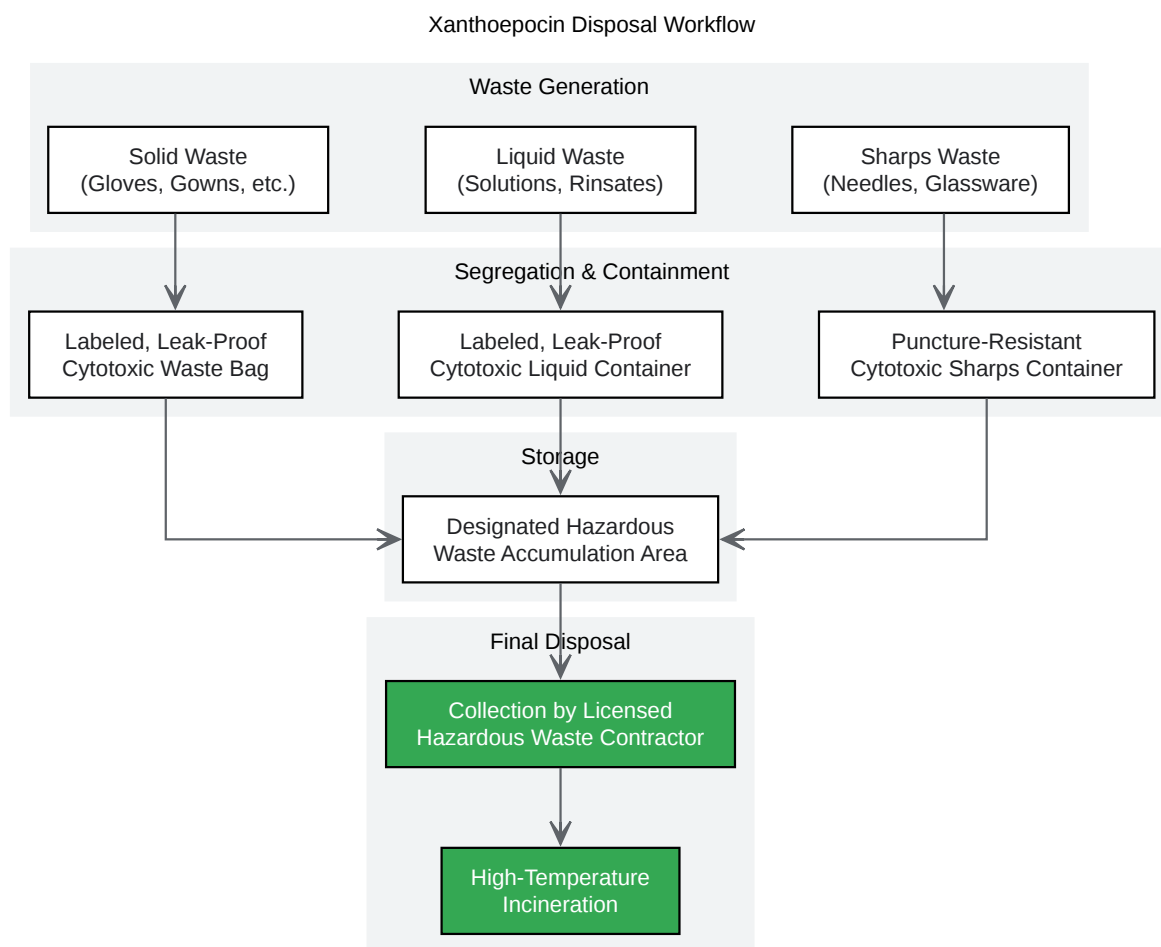 Xanthoepocin Disposal Workflow
Waste Generation
Solid Waste
(Gloves, Gowns, etc.)
Liquid Waste
(Solutions, Rinsates)
Sharps Waste
(Needles, Glassware)
Segregation & Containment
Labeled, Leak-Proof
Cytotoxic Waste Bag
Labeled, Leak-Proof
Cytotoxic Liquid Container
Puncture-Resistant
Cytotoxic Sharps Container
Storage
Designated Hazardous
Waste Accumulation Area
Final Disposal
Collection by Licensed
Hazardous Waste Contractor
High-Temperature
Incineration